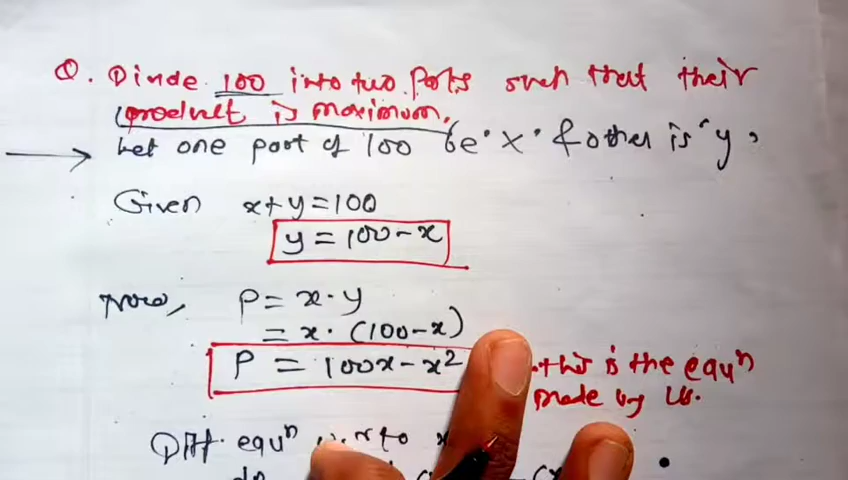 Q. Divide 100 into two parts such that their
product is maximum.
Let one part of 100 be 'x' & other is 'y'
Given x+y=100
y = 100-x
Now, P = x.y
= x.(100-x)
P = 100x-x²
this is the equⁿ
made by us.
Diff. equⁿ w.r to x